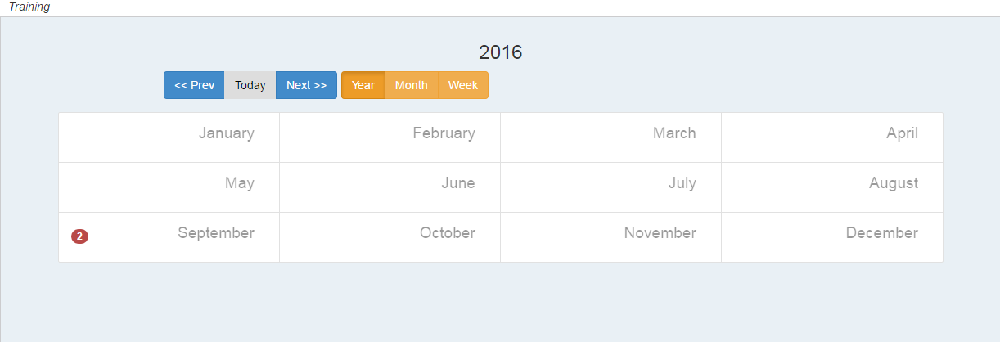 Training
2016
<< Prev Today Next >> Year Month Week
January February March April
May June July August
2 September October November December